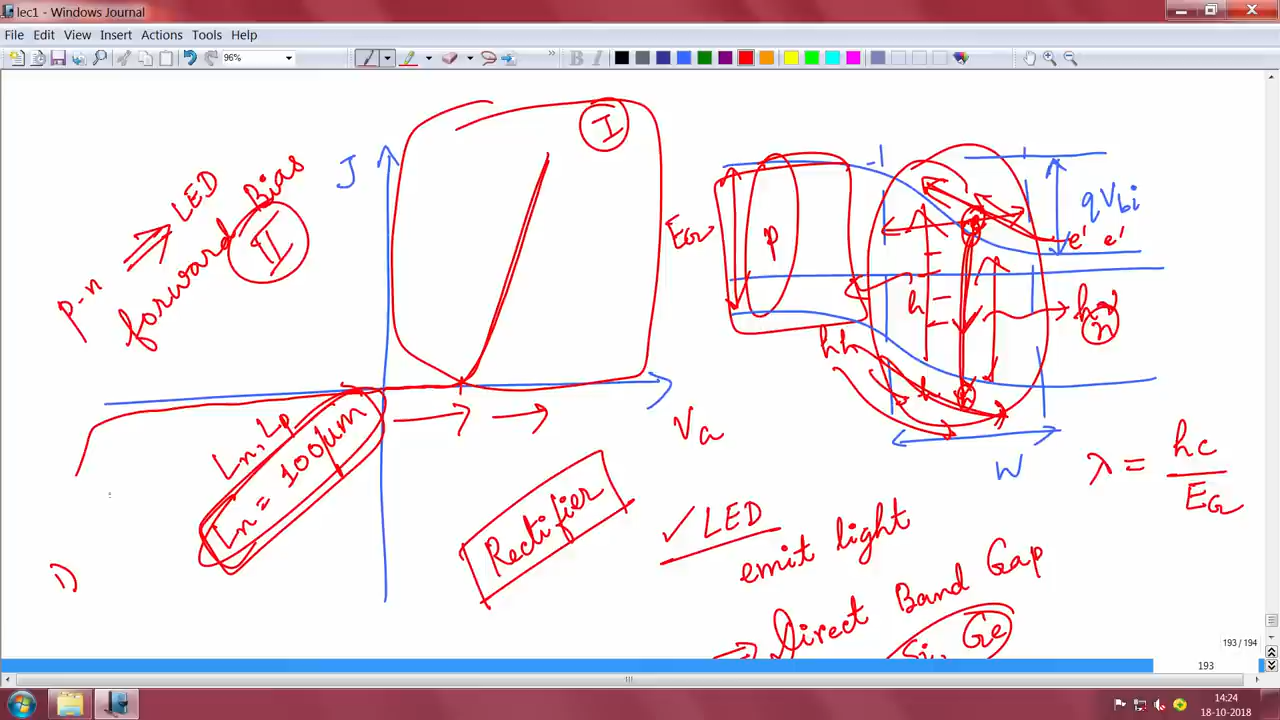 lec1 - Windows Journal
File Edit View Insert Actions Tools Help
96%
B I
J
I
p-n ⇒ LED
forward Bias
II
EG
p
-1
qVbi
e' e'
h
hh
h
W
Va
Ln, Lp
Ln = 100μm
Rectifier
λ = hc
EG
✓ LED
emit light
→ Direct Band Gap
Si, Ge
1)
193 / 194
193
14:24
18-10-2018